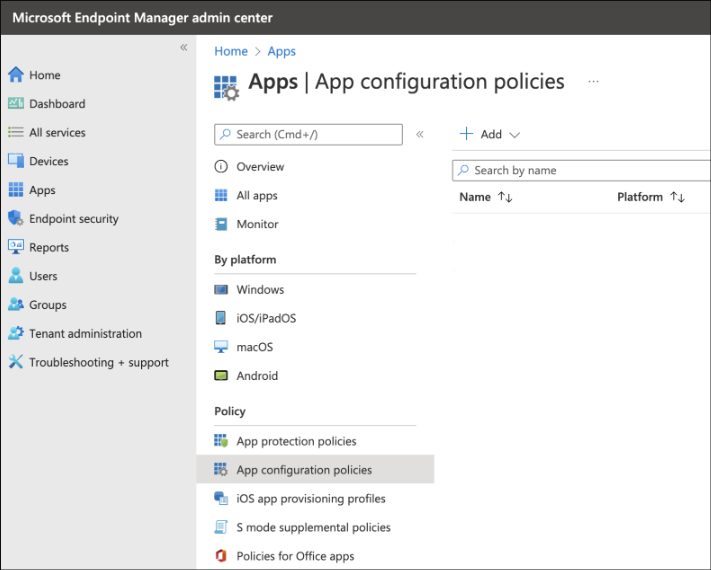 Microsoft Endpoint Manager admin center
«
Home
Dashboard
All services
Devices
Apps
Endpoint security
Reports
Users
Groups
Tenant administration
Troubleshooting + support
Home > Apps
Apps | App configuration policies ...
Search (Cmd+/) «
Overview
All apps
Monitor
By platform
Windows
iOS/iPadOS
macOS
Android
Policy
App protection policies
App configuration policies
iOS app provisioning profiles
S mode supplemental policies
Policies for Office apps
+ Add
Search by name
Name ↑↓ Platform ↑↓